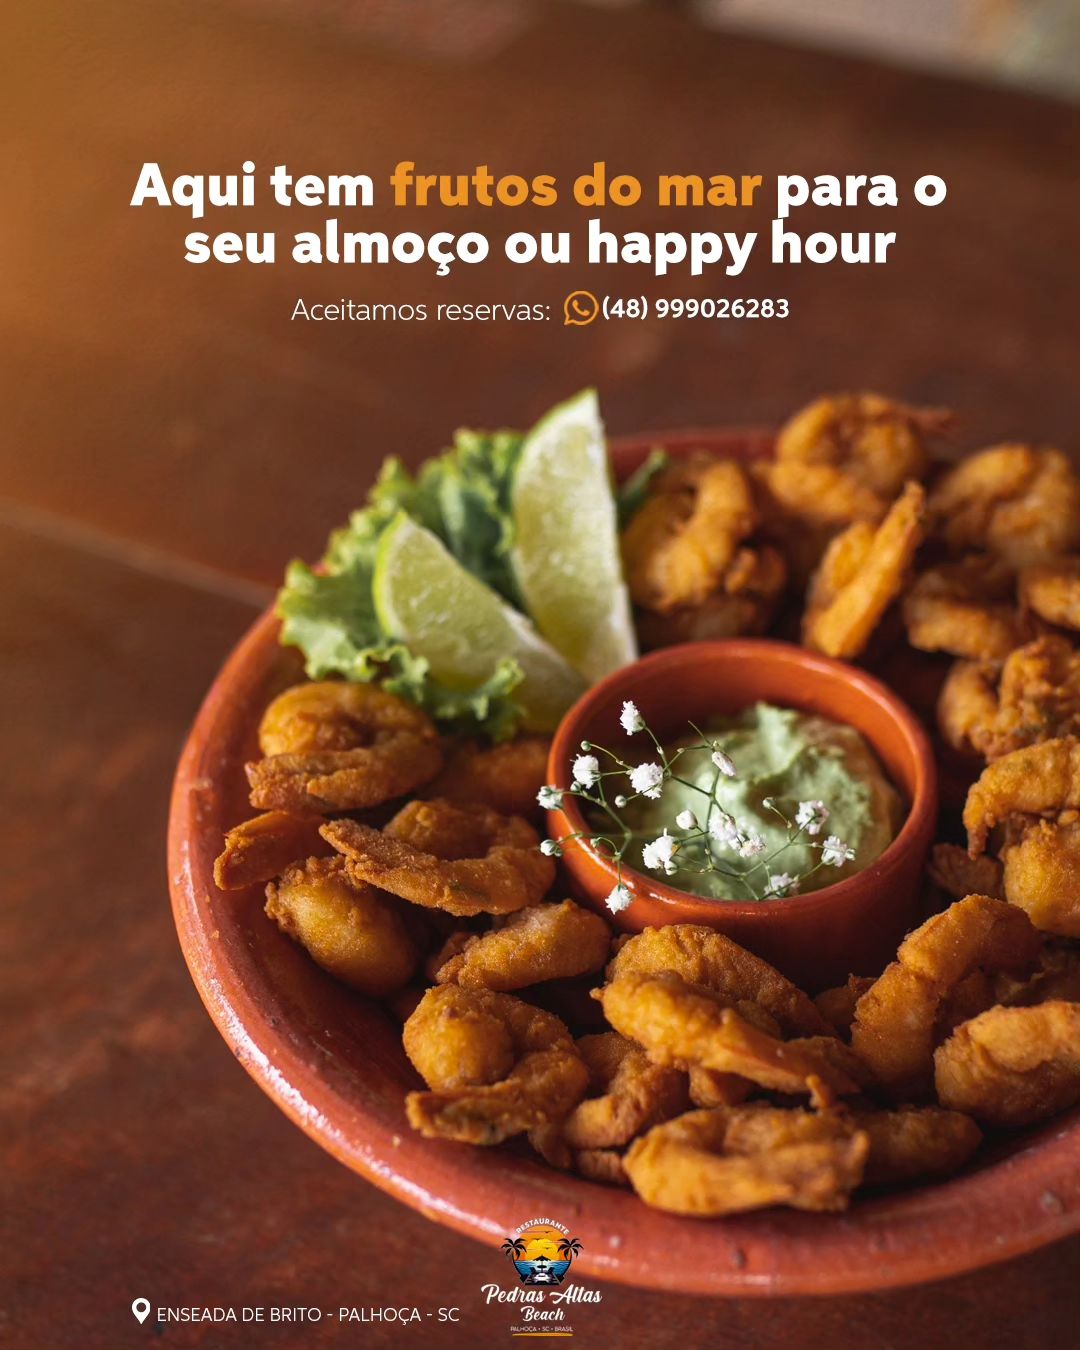 Aqui tem frutos do mar para o
seu almoço ou happy hour
Aceitamos reservas: (48) 999026283
RESTAURANTE
Pedras Altas
Beach
PALHOÇA • SC • BRASIL
ENSEADA DE BRITO - PALHOÇA - SC